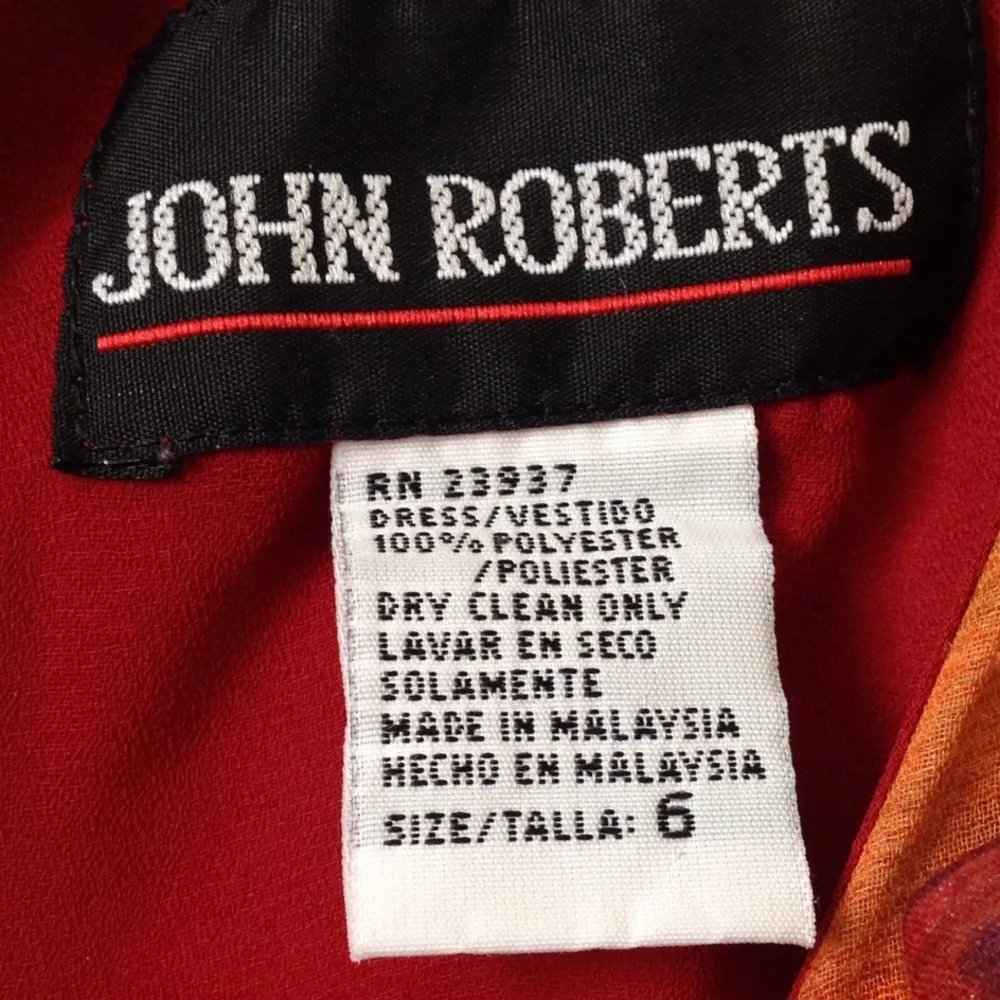 JOHN ROBERTS
RN 23937
DRESS/VESTIDO
100% POLYESTER
/POLIESTER
DRY CLEAN ONLY
LAVAR EN SECO
SOLAMENTE
MADE IN MALAYSIA
HECHO EN MALAYSIA
SIZE/TALLA: 6